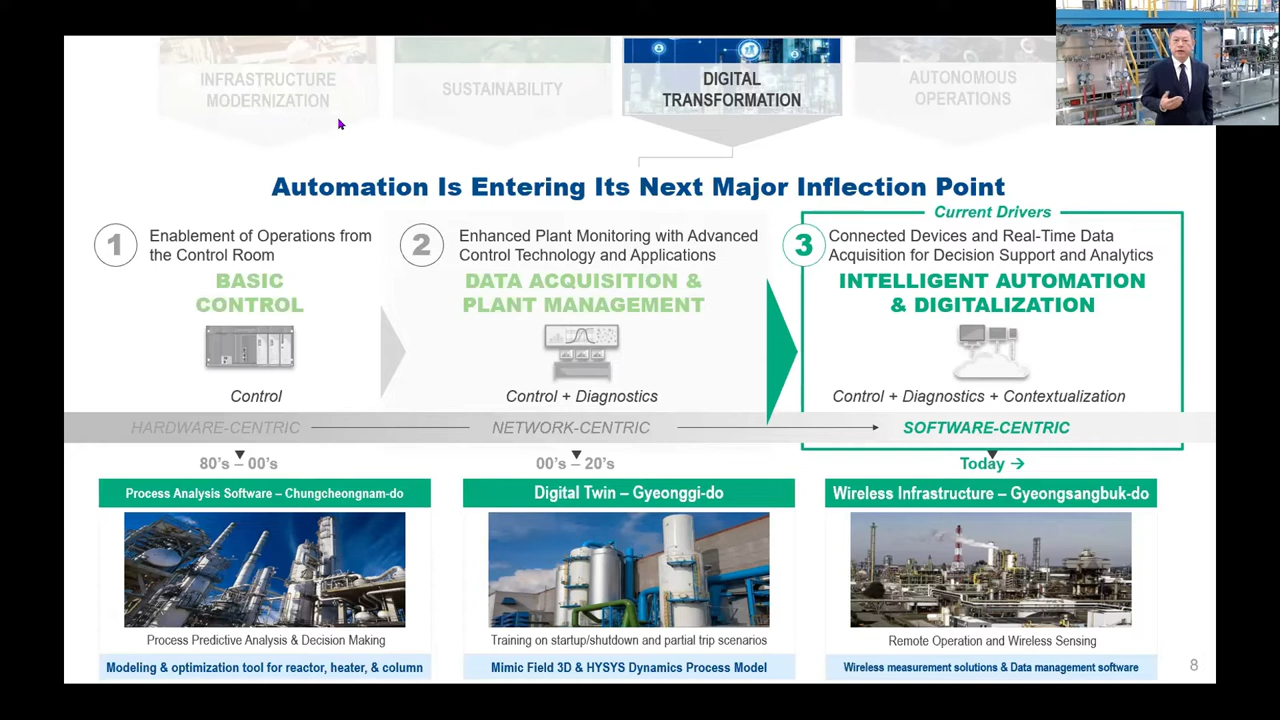 INFRASTRUCTURE
MODERNIZATION
SUSTAINABILITY
DIGITAL
TRANSFORMATION
AUTONOMOUS
OPERATIONS
Automation Is Entering Its Next Major Inflection Point
Current Drivers
1
Enablement of Operations from
the Control Room
BASIC
CONTROL
Control
2
Enhanced Plant Monitoring with Advanced
Control Technology and Applications
DATA ACQUISITION &
PLANT MANAGEMENT
Control + Diagnostics
3
Connected Devices and Real-Time Data
Acquisition for Decision Support and Analytics
INTELLIGENT AUTOMATION
& DIGITALIZATION
Control + Diagnostics + Contextualization
HARDWARE-CENTRIC
NETWORK-CENTRIC
SOFTWARE-CENTRIC
80's – 00's
00's – 20's
Today →
Process Analysis Software – Chungcheongnam-do
Process Predictive Analysis & Decision Making
Modeling & optimization tool for reactor, heater, & column
Digital Twin – Gyeonggi-do
Training on startup/shutdown and partial trip scenarios
Mimic Field 3D & HYSYS Dynamics Process Model
Wireless Infrastructure – Gyeongsangbuk-do
Remote Operation and Wireless Sensing
Wireless measurement solutions & Data management software
8